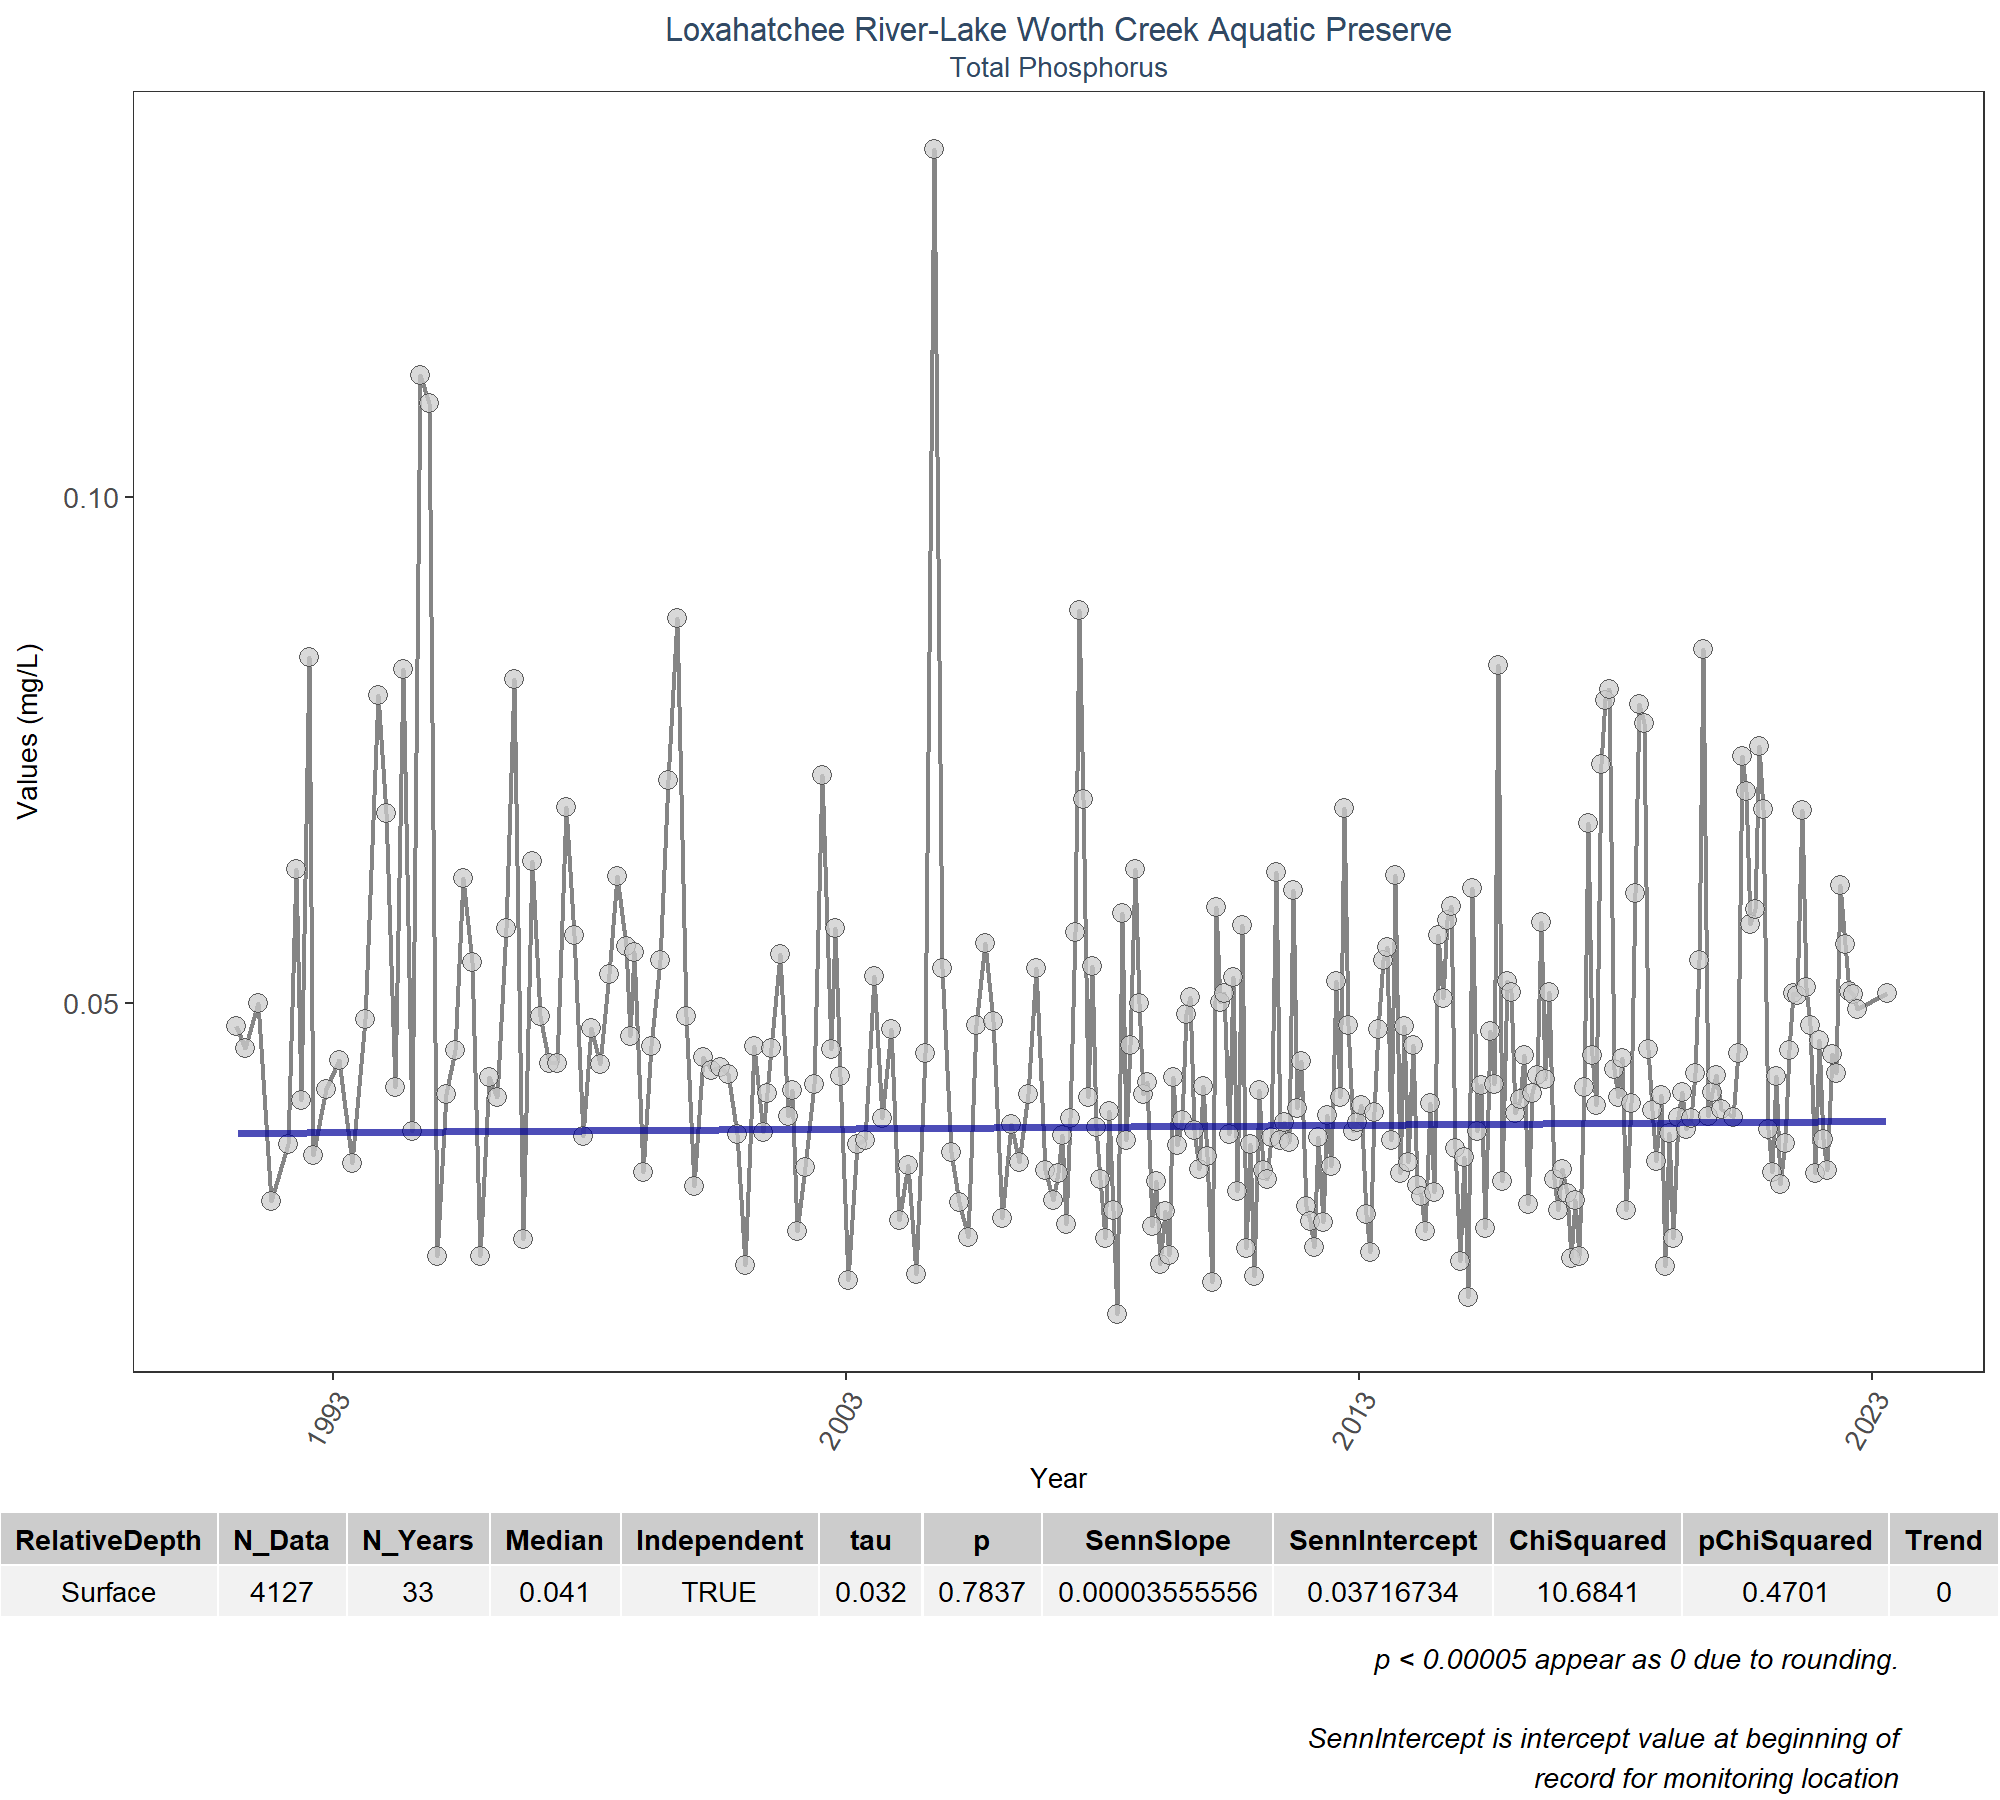 Loxahatchee River-Lake Worth Creek Aquatic Preserve
Total Phosphorus
0.10
0.05
Values (mg/L)
1993
2003
2013
2023
Year
RelativeDepth N_Data N_Years Median Independent tau p SennSlope SennIntercept ChiSquared pChiSquared Trend
Surface 4127 33 0.041 TRUE 0.032 0.7837 0.00003555556 0.03716734 10.6841 0.4701 0
p < 0.00005 appear as 0 due to rounding.
SennIntercept is intercept value at beginning of
record for monitoring location